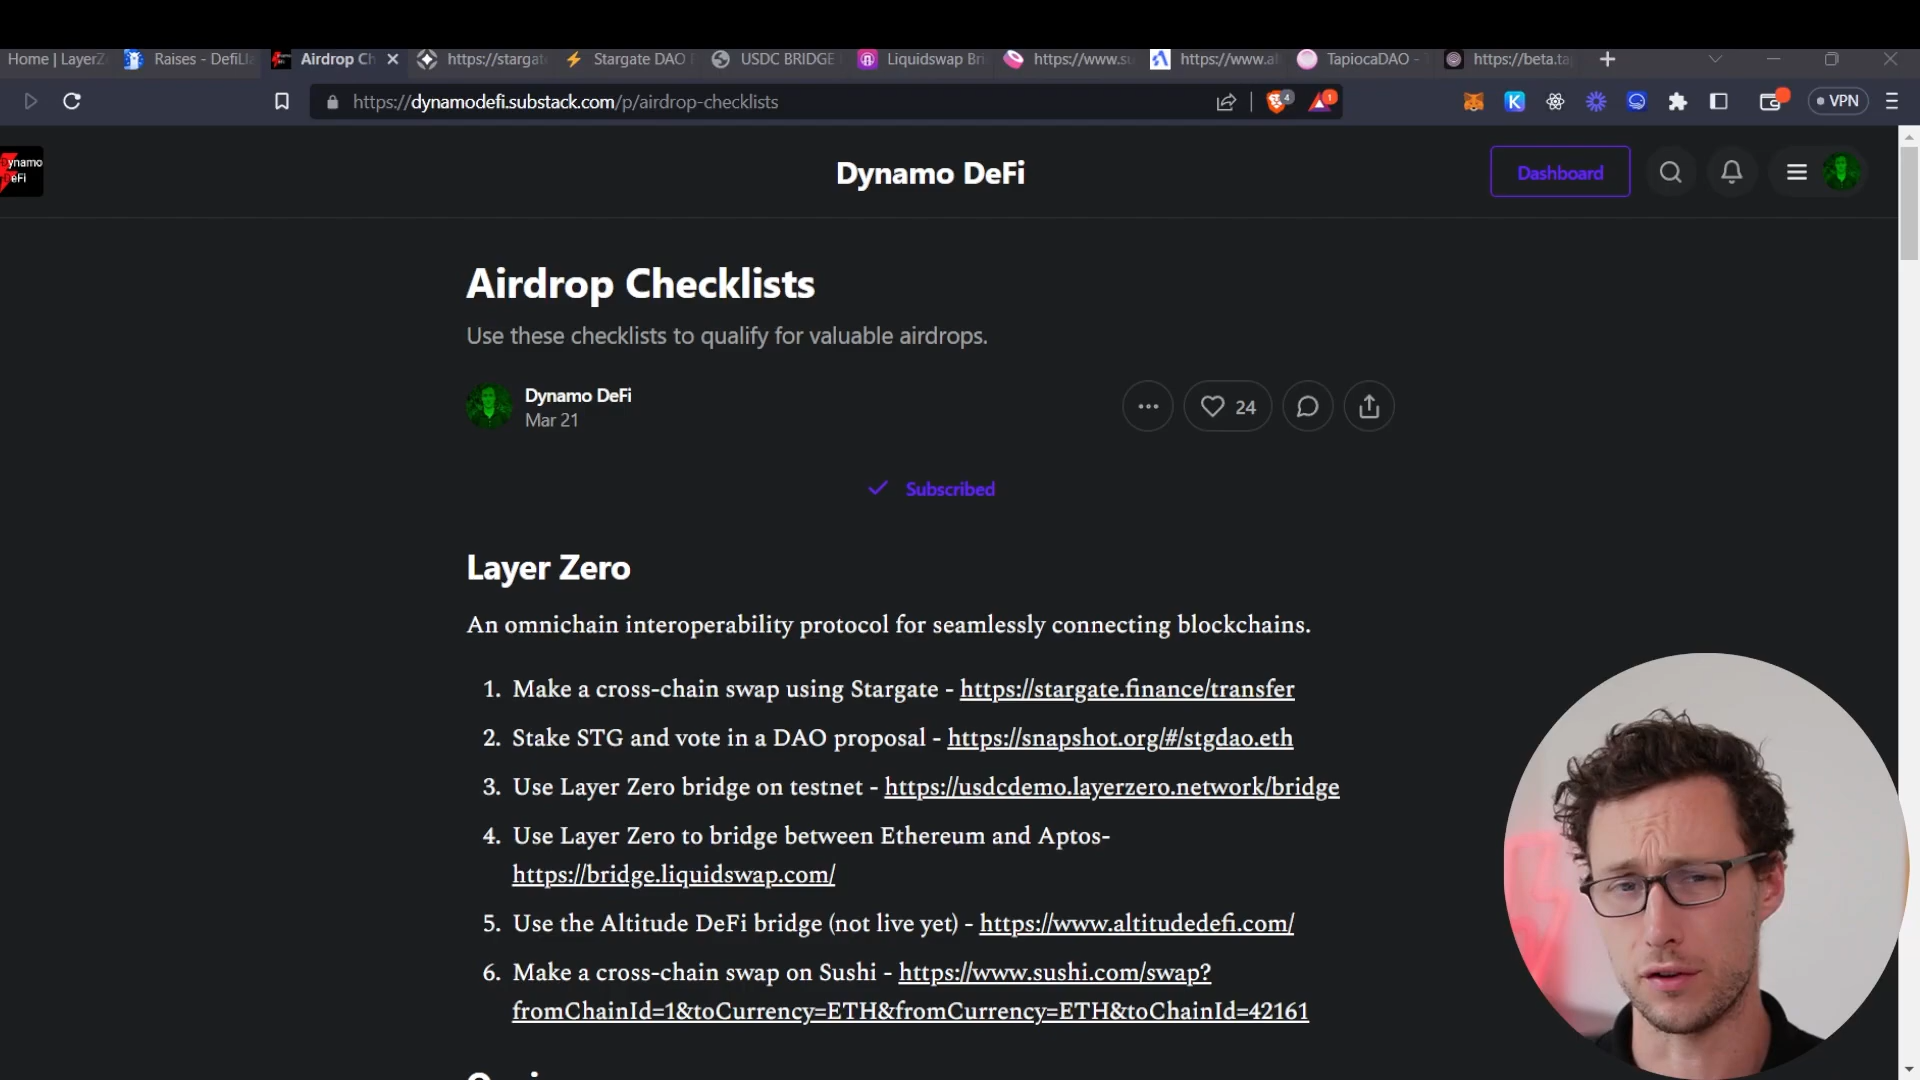 Home | LayerZ
Raises - DefiLla
Airdrop Ch
https://stargat
Stargate DAO
USDC BRIDGE
Liquidswap Bri
https://www.su
https://www.al
TapiocaDAO -
https://beta.ta
https://dynamodefi.substack.com/p/airdrop-checklists
4
1
VPN
Dynamo DeFi
Dynamo DeFi
Dashboard
Airdrop Checklists
Use these checklists to qualify for valuable airdrops.
Dynamo DeFi
Mar 21
24
Subscribed
Layer Zero
An omnichain interoperability protocol for seamlessly connecting blockchains.
1. Make a cross-chain swap using Stargate - https://stargate.finance/transfer
2. Stake STG and vote in a DAO proposal - https://snapshot.org/#/stgdao.eth
3. Use Layer Zero bridge on testnet - https://usdcdemo.layerzero.network/bridge
4. Use Layer Zero to bridge between Ethereum and Aptos-
https://bridge.liquidswap.com/
5. Use the Altitude DeFi bridge (not live yet) - https://www.altitudedefi.com/
6. Make a cross-chain swap on Sushi - https://www.sushi.com/swap?
fromChainId=1&toCurrency=ETH&fromCurrency=ETH&toChainId=42161